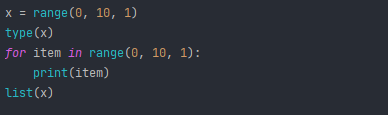 x = range(0, 10, 1)
type(x)
for item in range(0, 10, 1):
    print(item)
list(x)